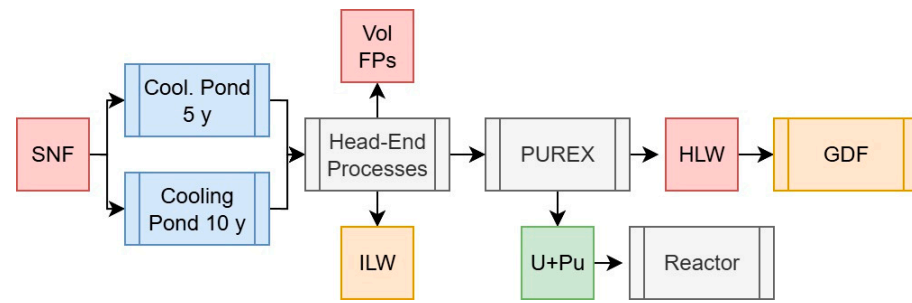 Vol
FPs
Cool. Pond
5 y
SNF
Head-End
Processes
PUREX
HLW
GDF
Cooling
Pond 10 y
ILW
U+Pu
Reactor